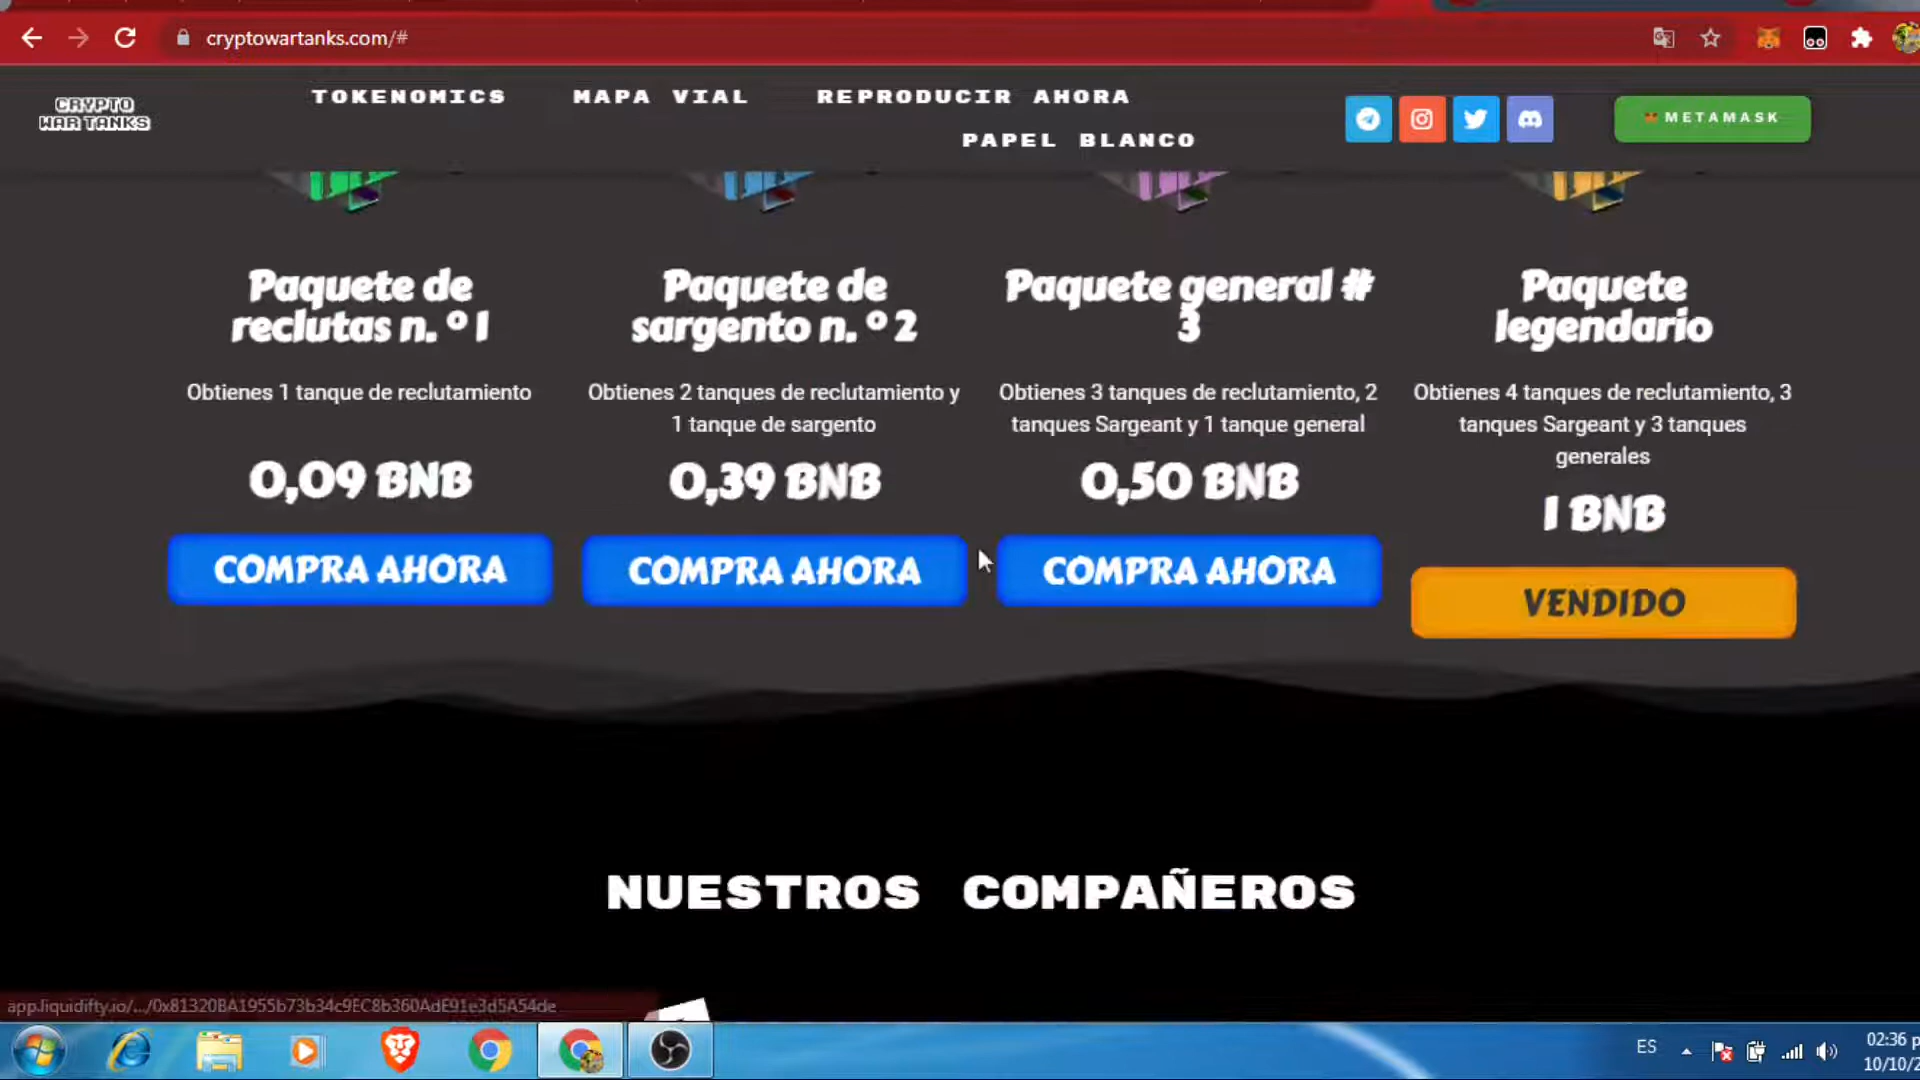 cryptowartanks.com/#
CRYPTO
WAR TANKS
TOKENOMICS
MAPA VIAL
REPRODUCIR AHORA
PAPEL BLANCO
METAMASK
Paquete de
reclutas n. º 1
Obtienes 1 tanque de reclutamiento
0,09 BNB
COMPRA AHORA
Paquete de
sargento n. º 2
Obtienes 2 tanques de reclutamiento y
1 tanque de sargento
0,39 BNB
COMPRA AHORA
Paquete general #
3
Obtienes 3 tanques de reclutamiento, 2
tanques Sargeant y 1 tanque general
0,50 BNB
COMPRA AHORA
Paquete
legendario
Obtienes 4 tanques de reclutamiento, 3
tanques Sargeant y 3 tanques
generales
1 BNB
VENDIDO
NUESTROS COMPAÑEROS
app.liquidifty.io/.../0x81320BA1955b73b34c9EC8b360AdE91e3d5A54de
ES
02:36 p
10/10/2